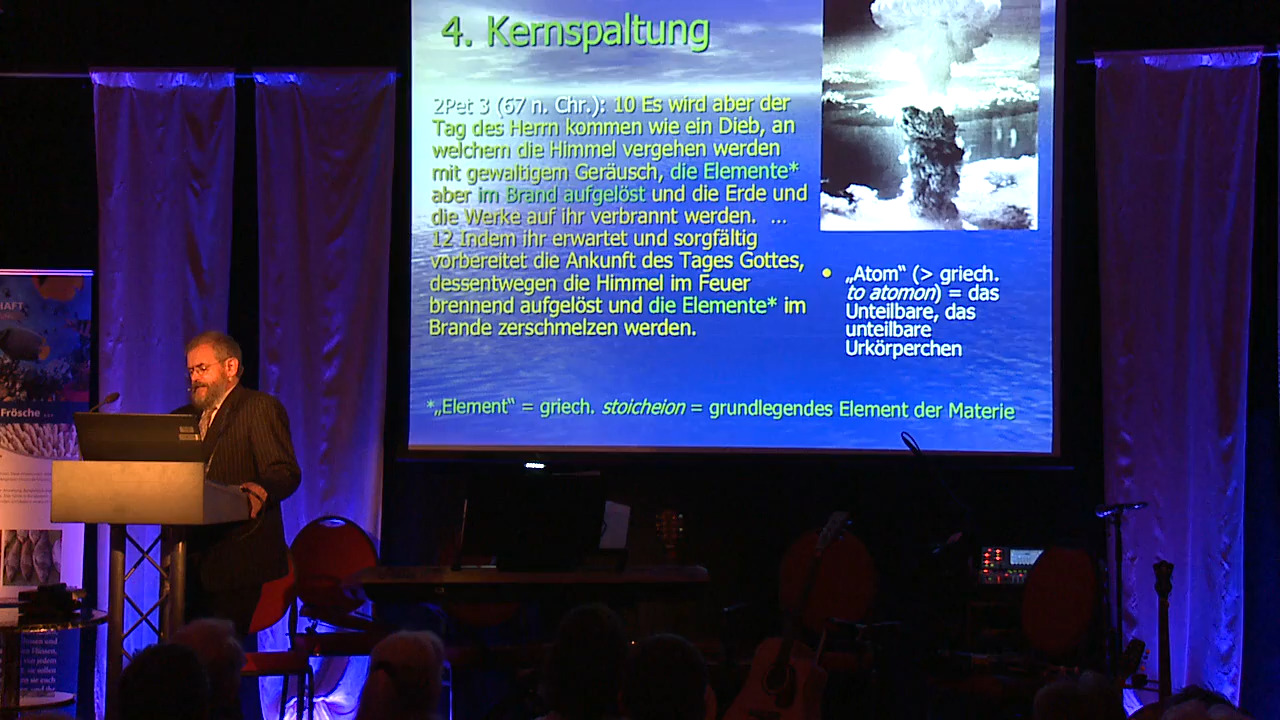 4. Kernspaltung
2Pet 3 (67 n. Chr.): 10 Es wird aber der
Tag des Herrn kommen wie ein Dieb, an
welchem die Himmel vergehen werden
mit gewaltigem Geräusch, die Elemente*
aber im Brand aufgelöst und die Erde und
die Werke auf ihr verbrannt werden. ...
12 Indem ihr erwartet und sorgfältig
vorbereitet die Ankunft des Tages Gottes,
dessentwegen die Himmel im Feuer
brennend aufgelöst und die Elemente* im
Brande zerschmelzen werden.
• „Atom“ (> griech.
to atomon) = das
Unteilbare, das
unteilbare
Urkörperchen
*„Element“ = griech. stoicheion = grundlegendes Element der Materie
Frösche ...